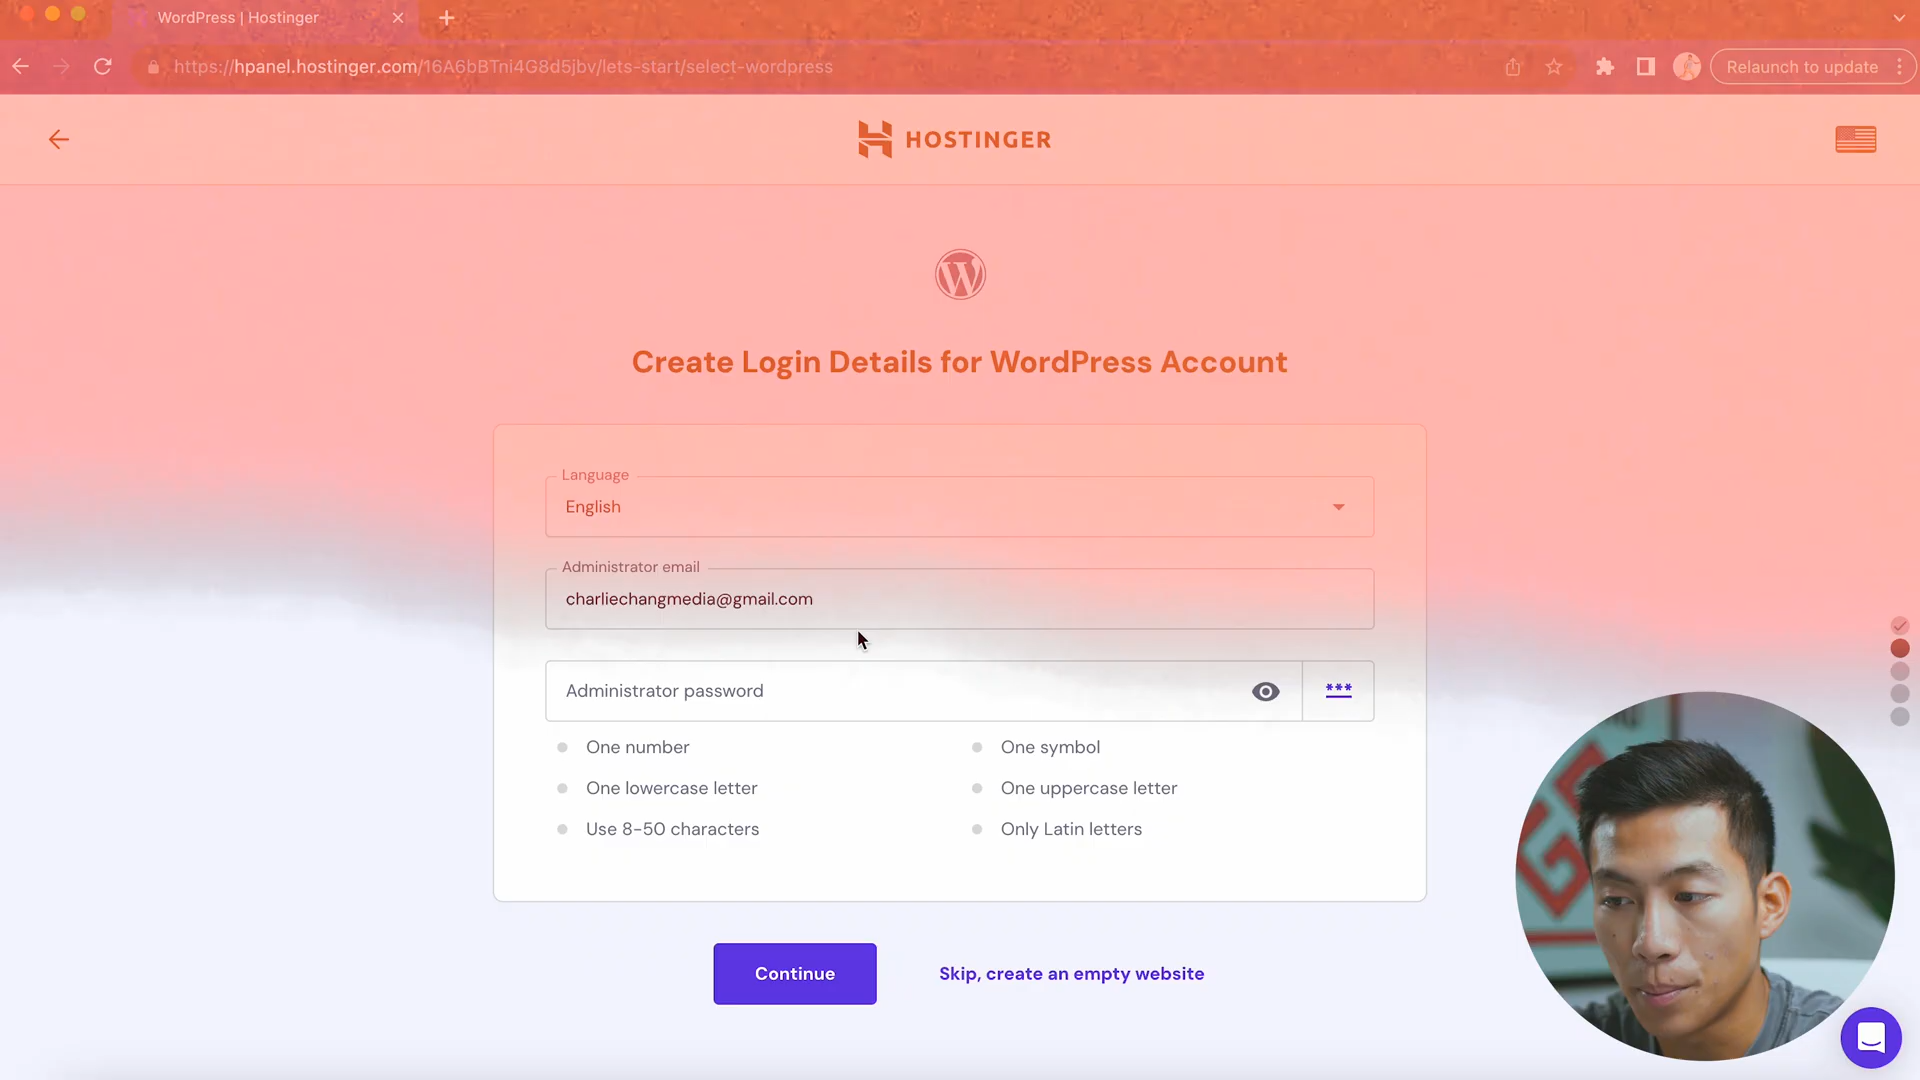 WordPress | Hostinger
https://hpanel.hostinger.com/16A6bBTni4G8d5jbv/lets-start/select-wordpress
Relaunch to update
HOSTINGER
Create Login Details for WordPress Account
Language
English
Administrator email
charliechangmedia@gmail.com
Administrator password
***
One number
One symbol
One lowercase letter
One uppercase letter
Use 8-50 characters
Only Latin letters
Continue
Skip, create an empty website